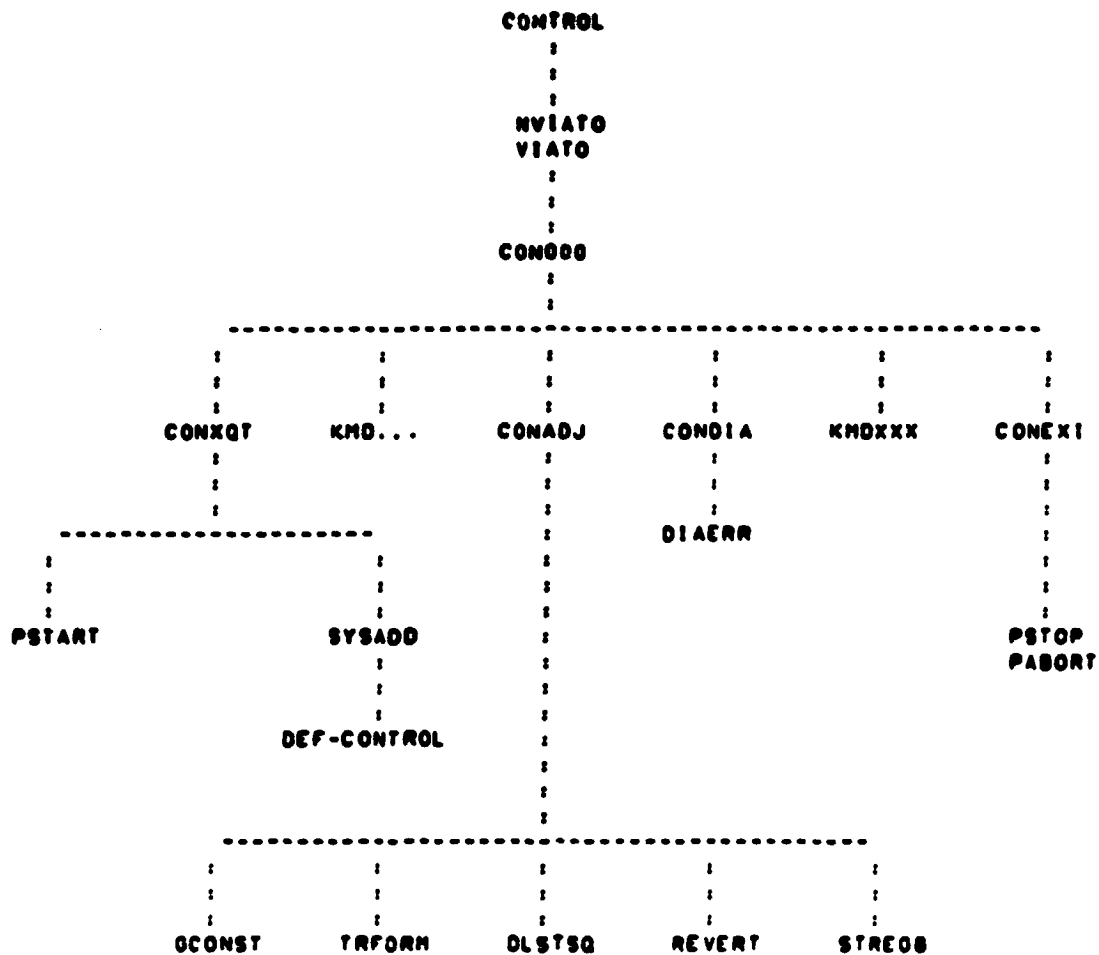 CONTROL
NVIATO
VIATO
CONOOO
CONXQT KMD... CONADJ CONDIA KMDXXX CONEXI
DIAERR
PSTART SYSADD PSTOP
PABORT
DEF-CONTROL
GCONST TRFORM DLSTSQ REVERT STREOB